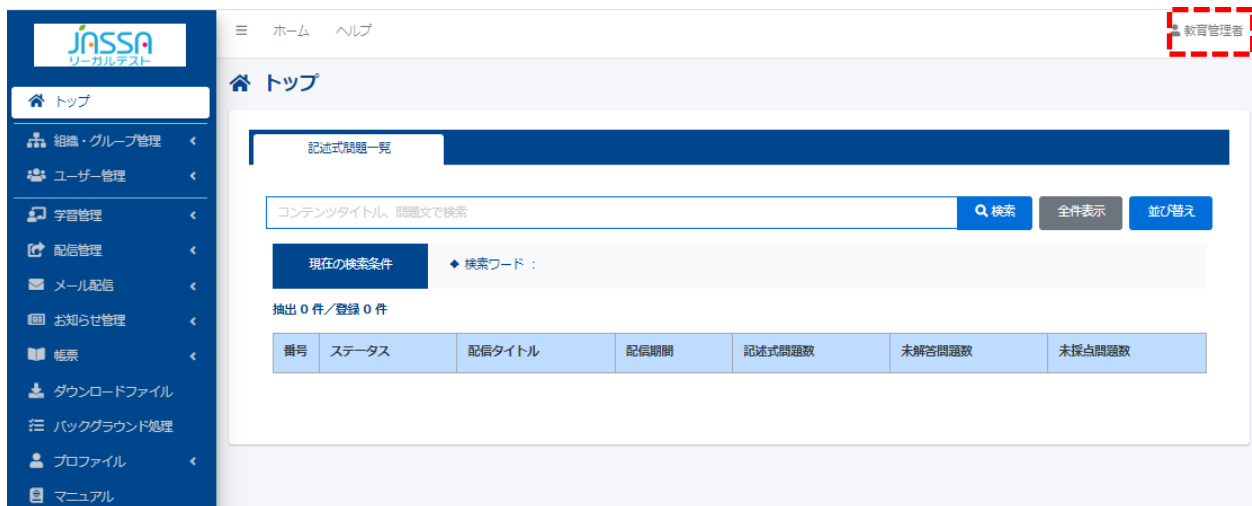 JASSA
リーガルテスト
ホーム ヘルプ
教育管理者
トップ
トップ
組織・グループ管理
ユーザー管理
学習管理
配信管理
メール配信
お知らせ管理
帳票
ダウンロードファイル
バックグラウンド処理
プロファイル
マニュアル
記述式問題一覧
コンテンツタイトル、問題文で検索
検索 全件表示 並び替え
現在の検索条件 ◆ 検索ワード :
抽出 0 件/登録 0 件
番号 ステータス 配信タイトル 配信期間 記述式問題数 未解答問題数 未採点問題数